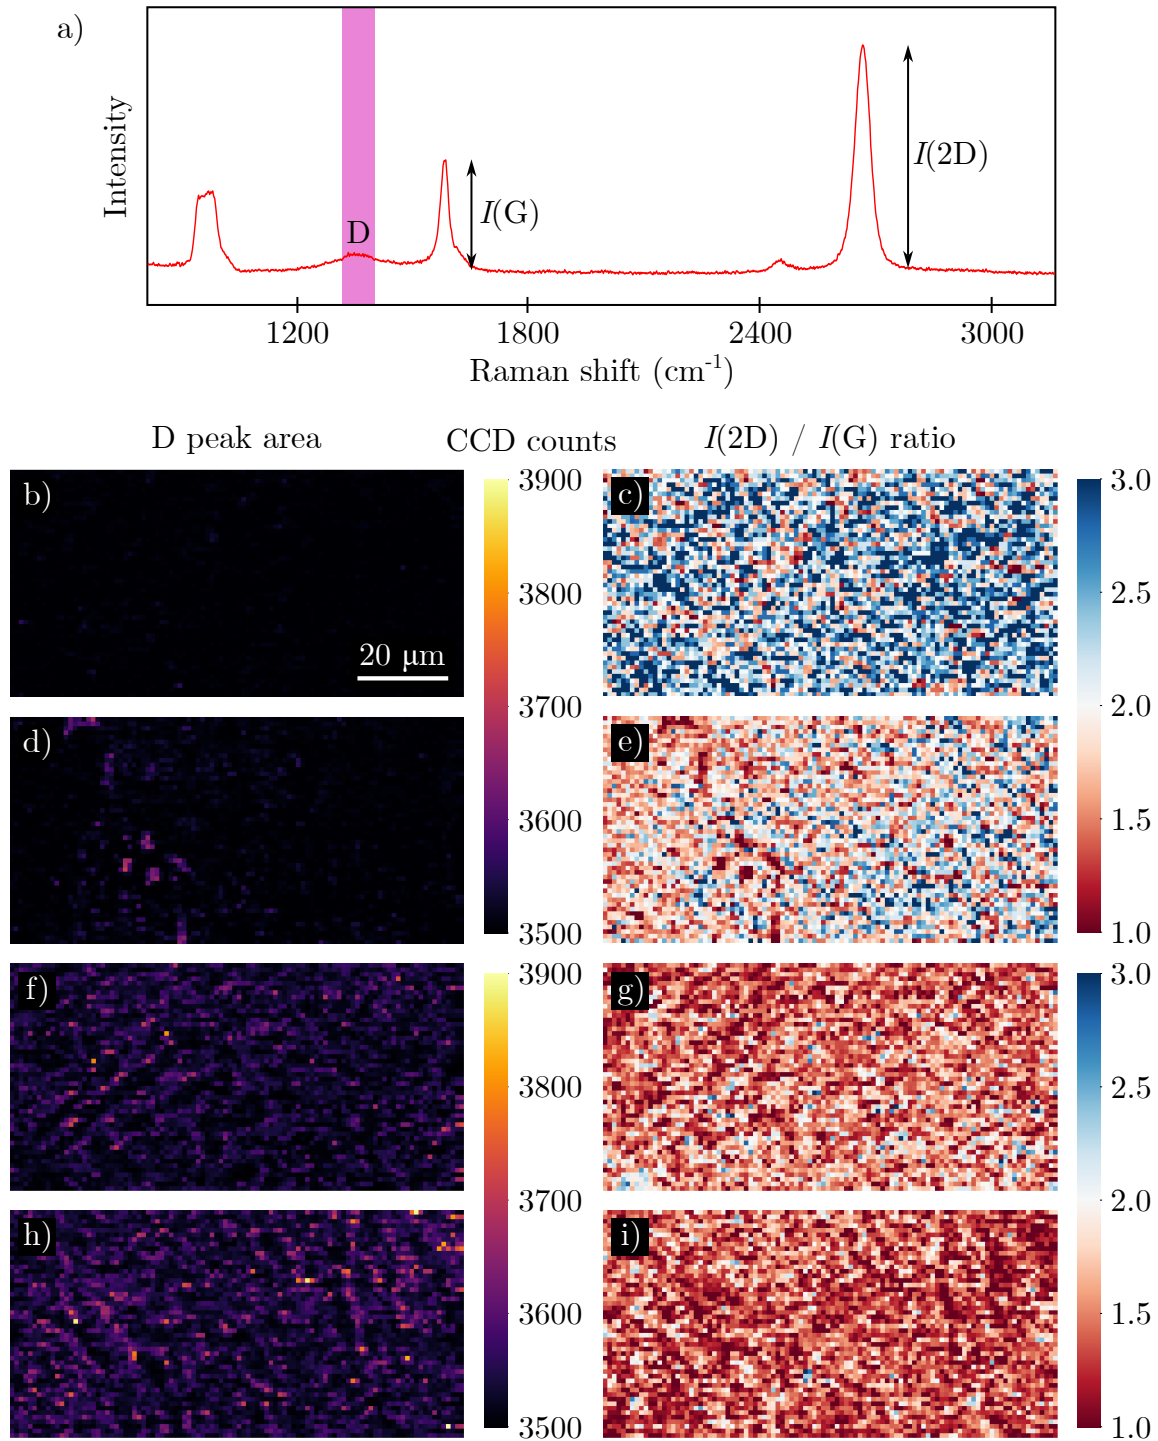 a)
Intensity
D
I(G)
I(2D)
1200 1800 2400 3000
Raman shift (cm-1)
D peak area CCD counts I(2D) / I(G) ratio
b)
20 μm
3900
3800
3700
3600
3500
c)
3.0
2.5
2.0
1.5
1.0
d)
e)
f)
3900
3800
3700
3600
3500
g)
3.0
2.5
2.0
1.5
1.0
h)
i)